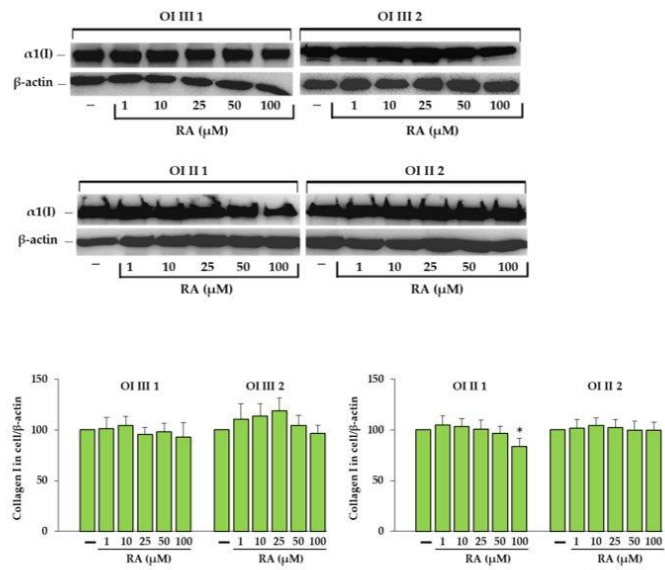 OI III 1 OI III 2
α1(I) –
β-actin –
– 1 10 25 50 100 – 1 10 25 50 100
RA (μM) RA (μM)
OI II 1 OI II 2
α1(I) –
β-actin –
– 1 10 25 50 100 – 1 10 25 50 100
RA (μM) RA (μM)
Collagen I in cell/β-actin
150
100
50
0
OI III 1 OI III 2
– 1 10 25 50 100 – 1 10 25 50 100
RA (μM) RA (μM)
Collagen I in cell/β-actin
150
100
50
0
OI II 1 OI II 2
*
– 1 10 25 50 100 – 1 10 25 50 100
RA (μM) RA (μM)